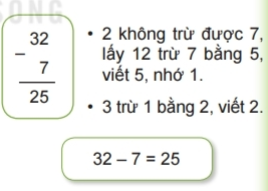 32
−
7
25
• 2 không trừ được 7,
lấy 12 trừ 7 bằng 5,
viết 5, nhớ 1.
• 3 trừ 1 bằng 2, viết 2.
32 – 7 = 25